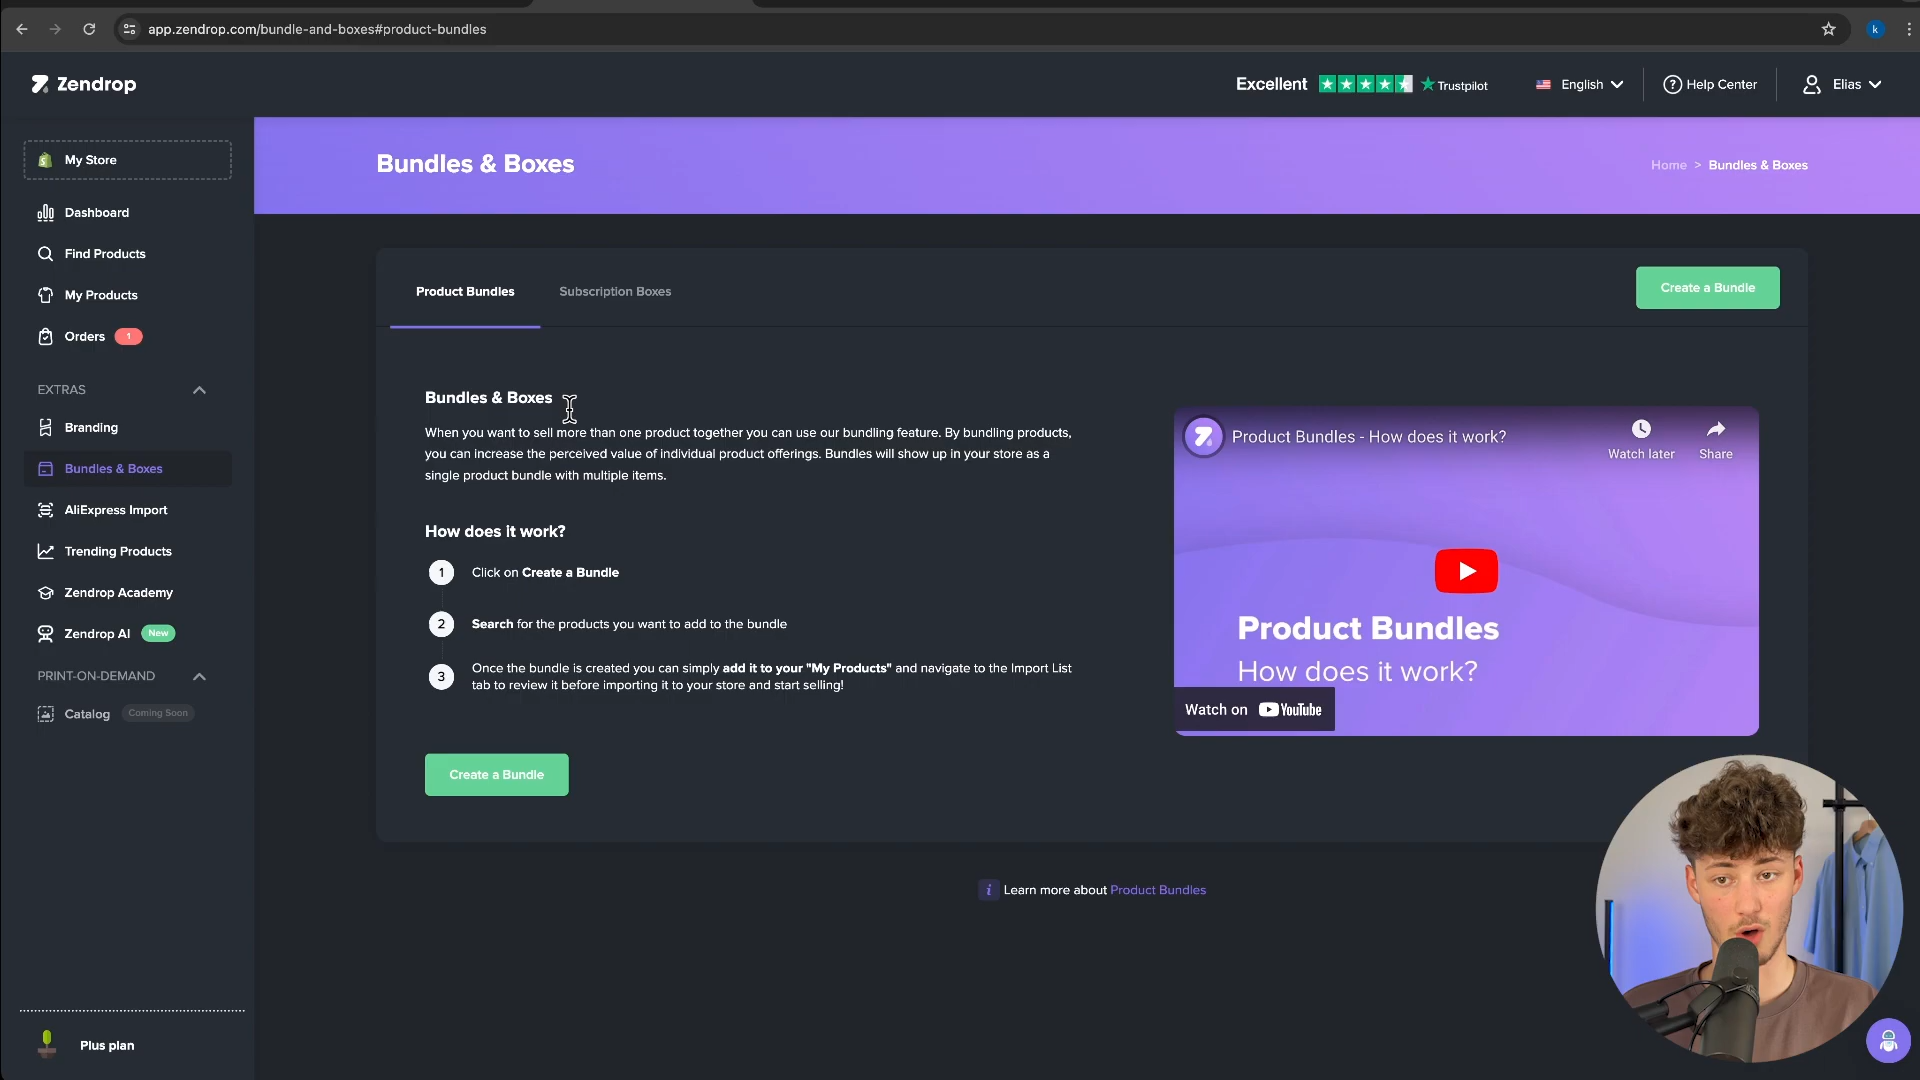 app.zendrop.com/bundle-and-boxes#product-bundles
k
Zendrop
Excellent
Trustpilot
English
Help Center
Elias
My Store
Dashboard
Find Products
My Products
Orders 1
EXTRAS
Branding
Bundles & Boxes
AliExpress Import
Trending Products
Zendrop Academy
Zendrop AI New
PRINT-ON-DEMAND
Catalog Coming Soon
Plus plan
Bundles & Boxes
Home > Bundles & Boxes
Product Bundles
Subscription Boxes
Create a Bundle
Bundles & Boxes
When you want to sell more than one product together you can use our bundling feature. By bundling products,
you can increase the perceived value of individual product offerings. Bundles will show up in your store as a
single product bundle with multiple items.
How does it work?
1 Click on Create a Bundle
2 Search for the products you want to add to the bundle
3 Once the bundle is created you can simply add it to your "My Products" and navigate to the Import List
tab to review it before importing it to your store and start selling!
Create a Bundle
Product Bundles - How does it work?
Watch later
Share
Product Bundles
How does it work?
Watch on YouTube
i Learn more about Product Bundles